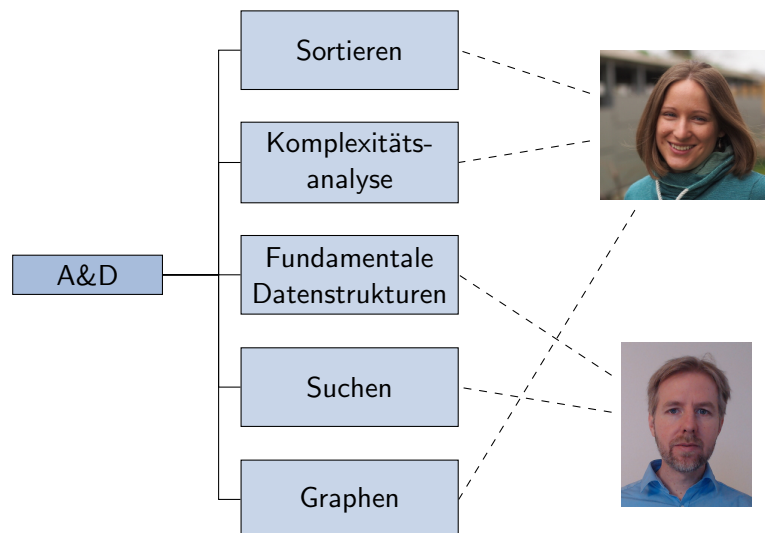 Sortieren
Komplexitäts-
analyse
A&D
Fundamentale
Datenstrukturen
Suchen
Graphen